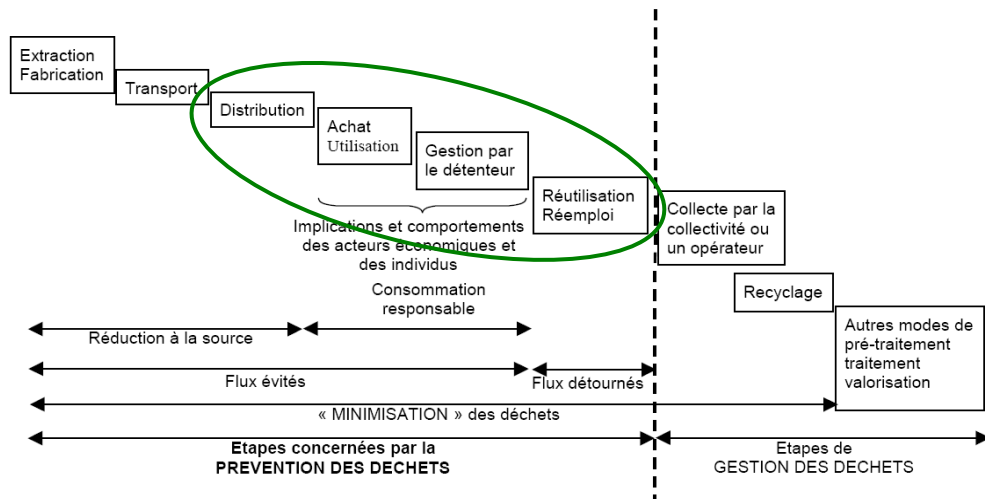 Extraction
Fabrication
Transport
Distribution
Achat
Utilisation
Gestion par
le détenteur
Réutilisation
Réemploi
Collecte par la
collectivité ou
un opérateur
Recyclage
Autres modes de
pré-traitement
traitement
valorisation
Implications et comportements
des acteurs économiques et
des individus
Consommation
responsable
Réduction à la source
Flux évités
Flux détournés
« MINIMISATION » des déchets
Etapes concernées par la
PREVENTION DES DECHETS
Etapes de
GESTION DES DECHETS